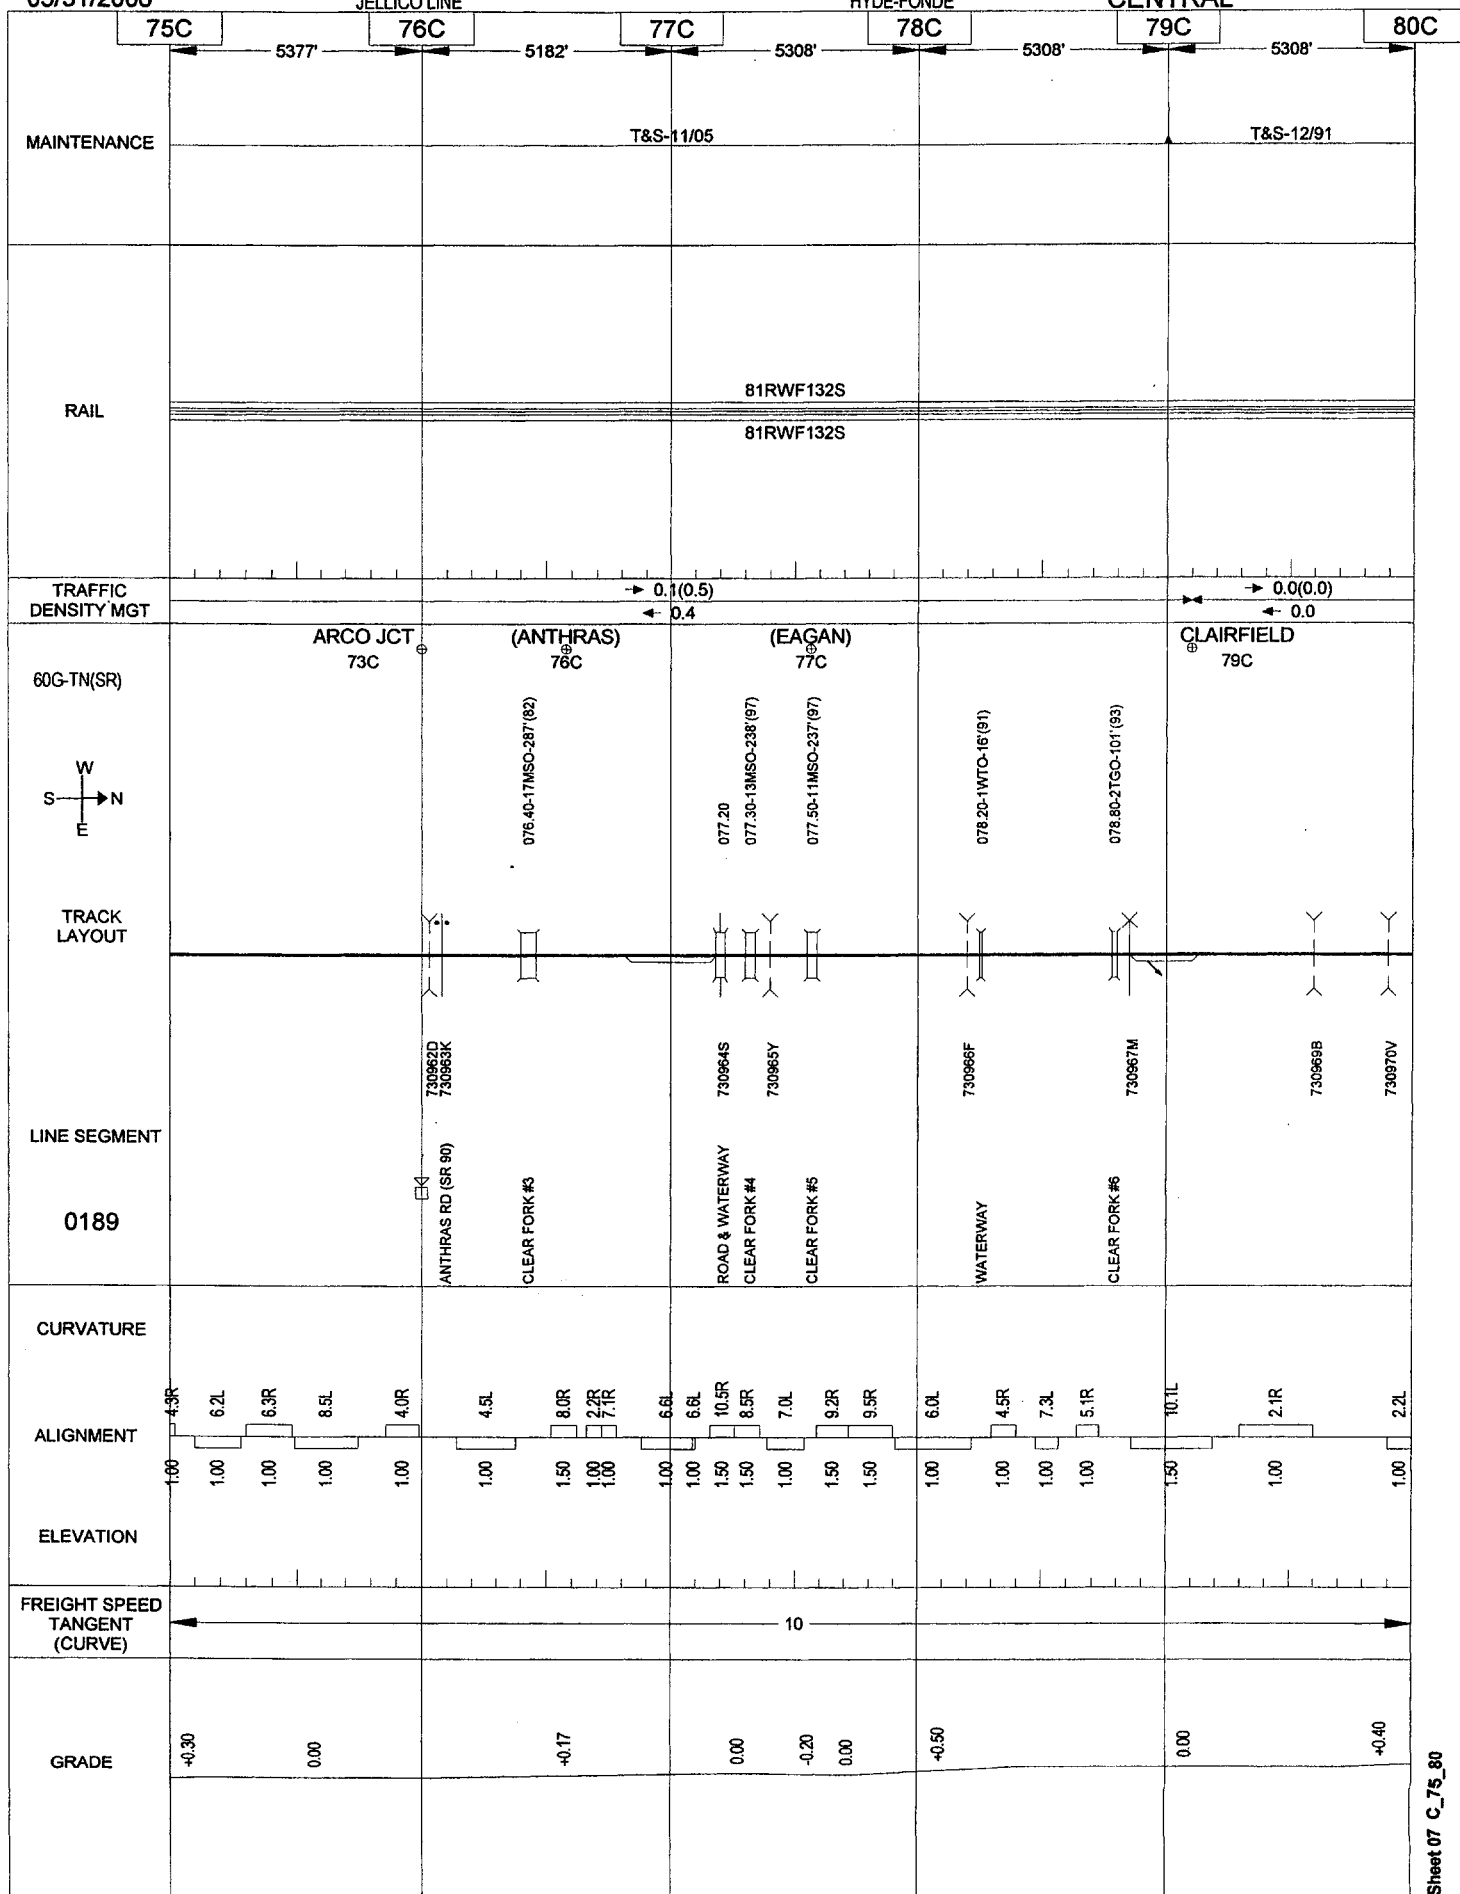 JELLICO LINE
HYDE-FONDE
CENTRAL
75C 76C 77C 78C 79C 80C
5377' 5182' 5308' 5308' 5308'
MAINTENANCE
T&S-11/05 T&S-12/91
RAIL
81RWF132S
81RWF132S
TRAFFIC
DENSITY MGT
0.1(0.5) 0.0(0.0)
0.4 0.0
ARCO JCT (ANTHRAS) (EAGAN) CLAIRFIELD
73C 76C 77C 79C
60G-TN(SR)
W
S N
E
076.40-17MSO-287'(82)
077.20
077.30-13MSO-238'(97)
077.50-11MSO-237'(97)
078.20-1WTO-16'(91)
078.80-2TGO-101'(93)
TRACK
LAYOUT
730962D
730963K
730964S
730965Y
730966F
730967M
730969B
730970V
LINE SEGMENT
0189
ANTHRAS RD (SR 90)
CLEAR FORK #3
ROAD & WATERWAY
CLEAR FORK #4
CLEAR FORK #5
WATERWAY
CLEAR FORK #6
CURVATURE
4.3R 6.2L 6.3R 8.5L 4.0R 4.5L 8.0R 2.2R 7.1R 6.6L 6.6L 10.5R 8.5R 7.0L 9.2R 9.5R 6.0L 4.5R 7.3L 5.1R 10.1L 2.1R 2.2L
ALIGNMENT
1.00 1.00 1.00 1.00 1.00 1.00 1.50 1.00 1.00 1.00 1.00 1.50 1.50 1.00 1.50 1.50 1.00 1.00 1.00 1.00 1.50 1.00 1.00
ELEVATION
FREIGHT SPEED
TANGENT
(CURVE)
10
GRADE
+0.30 0.00 +0.17 0.00 -0.20 0.00 +0.50 0.00 +0.40
Sheet 07 C_75_80